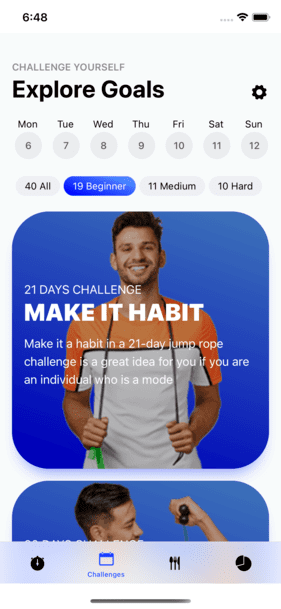 6:48
CHALLENGE YOURSELF
Explore Goals
Mon Tue Wed Thu Fri Sat Sun
6 7 8 9 10 11 12
40 All 19 Beginner 11 Medium 10 Hard
21 DAYS CHALLENGE
MAKE IT HABIT
Make it a habit in a 21-day jump rope
challenge is a great idea for you if you are
an individual who is a mode
DAYS CHALLENGE
Challenges